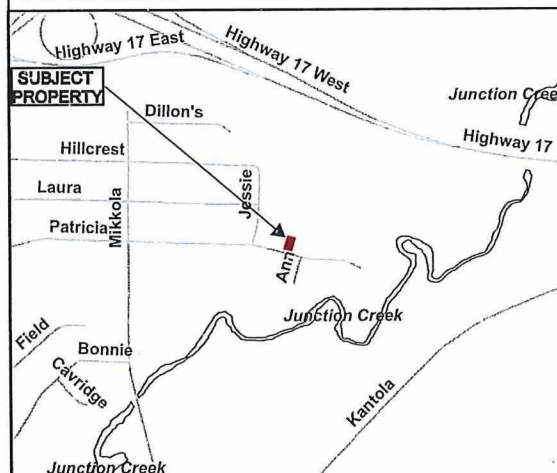 Highway 17 East
Highway 17 West
SUBJECT
PROPERTY
Junction Cree
Dillon's
Highway 17
Hillcrest
Laura
Jessie
Mikkola
Patricia
Ann
Junction Creek
Field
Bonnie
Cavridge
Kantola
Junction Creek